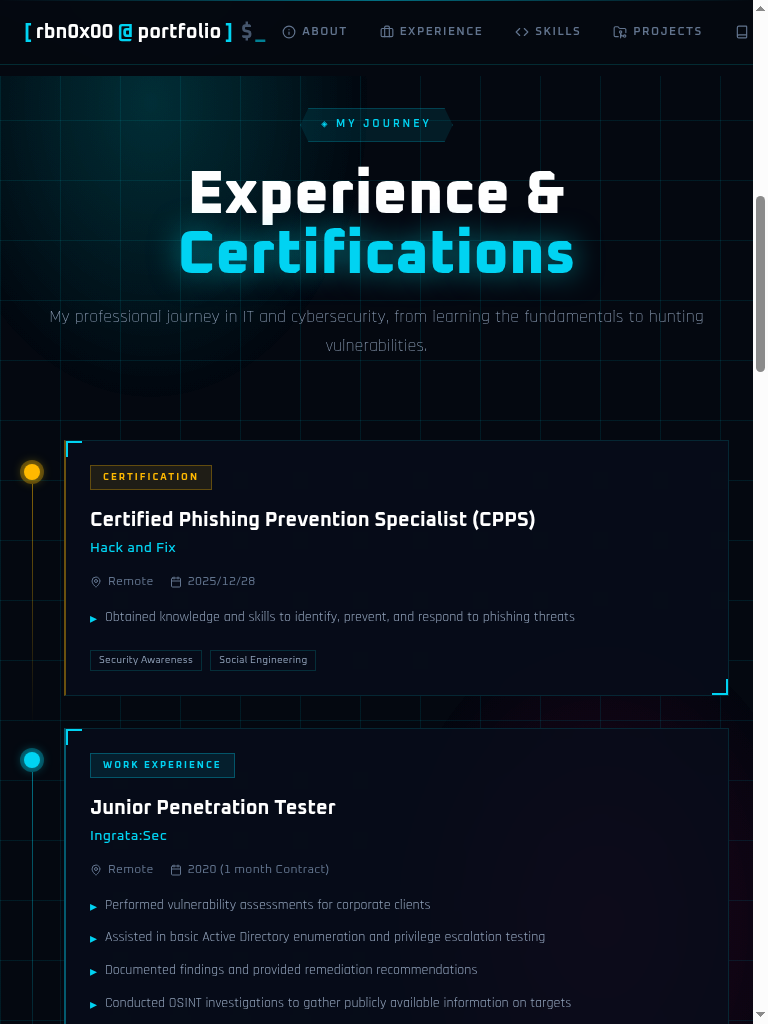 [ rbn0x00 @ portfolio ] $_ ABOUT EXPERIENCE SKILLS PROJECTS
MY JOURNEY
Experience &
Certifications
My professional journey in IT and cybersecurity, from learning the fundamentals to hunting
vulnerabilities.
CERTIFICATION
Certified Phishing Prevention Specialist (CPPS)
Hack and Fix
Remote 2025/12/28
▸ Obtained knowledge and skills to identify, prevent, and respond to phishing threats
Security Awareness Social Engineering
WORK EXPERIENCE
Junior Penetration Tester
Ingrata:Sec
Remote 2020 (1 month Contract)
▸ Performed vulnerability assessments for corporate clients
▸ Assisted in basic Active Directory enumeration and privilege escalation testing
▸ Documented findings and provided remediation recommendations
▸ Conducted OSINT investigations to gather publicly available information on targets